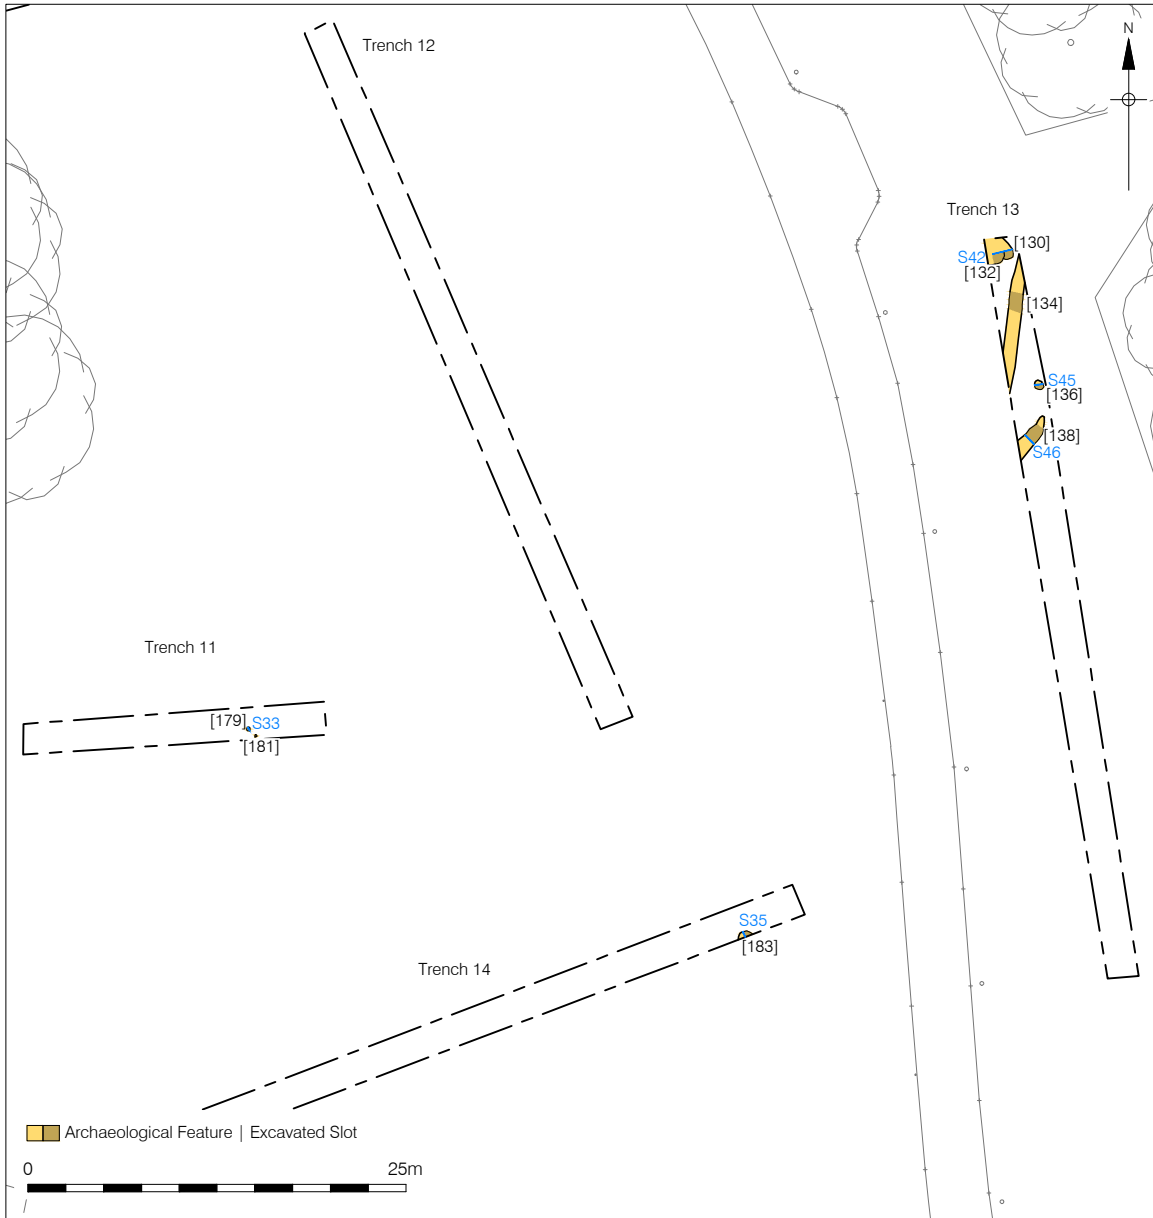 Trench 12
N
Trench 13
[130]
S42
[132]
[134]
S45
[136]
[138]
S46
Trench 11
[179] S33
[181]
S35
[183]
Trench 14
Archaeological Feature | Excavated Slot
0 25m